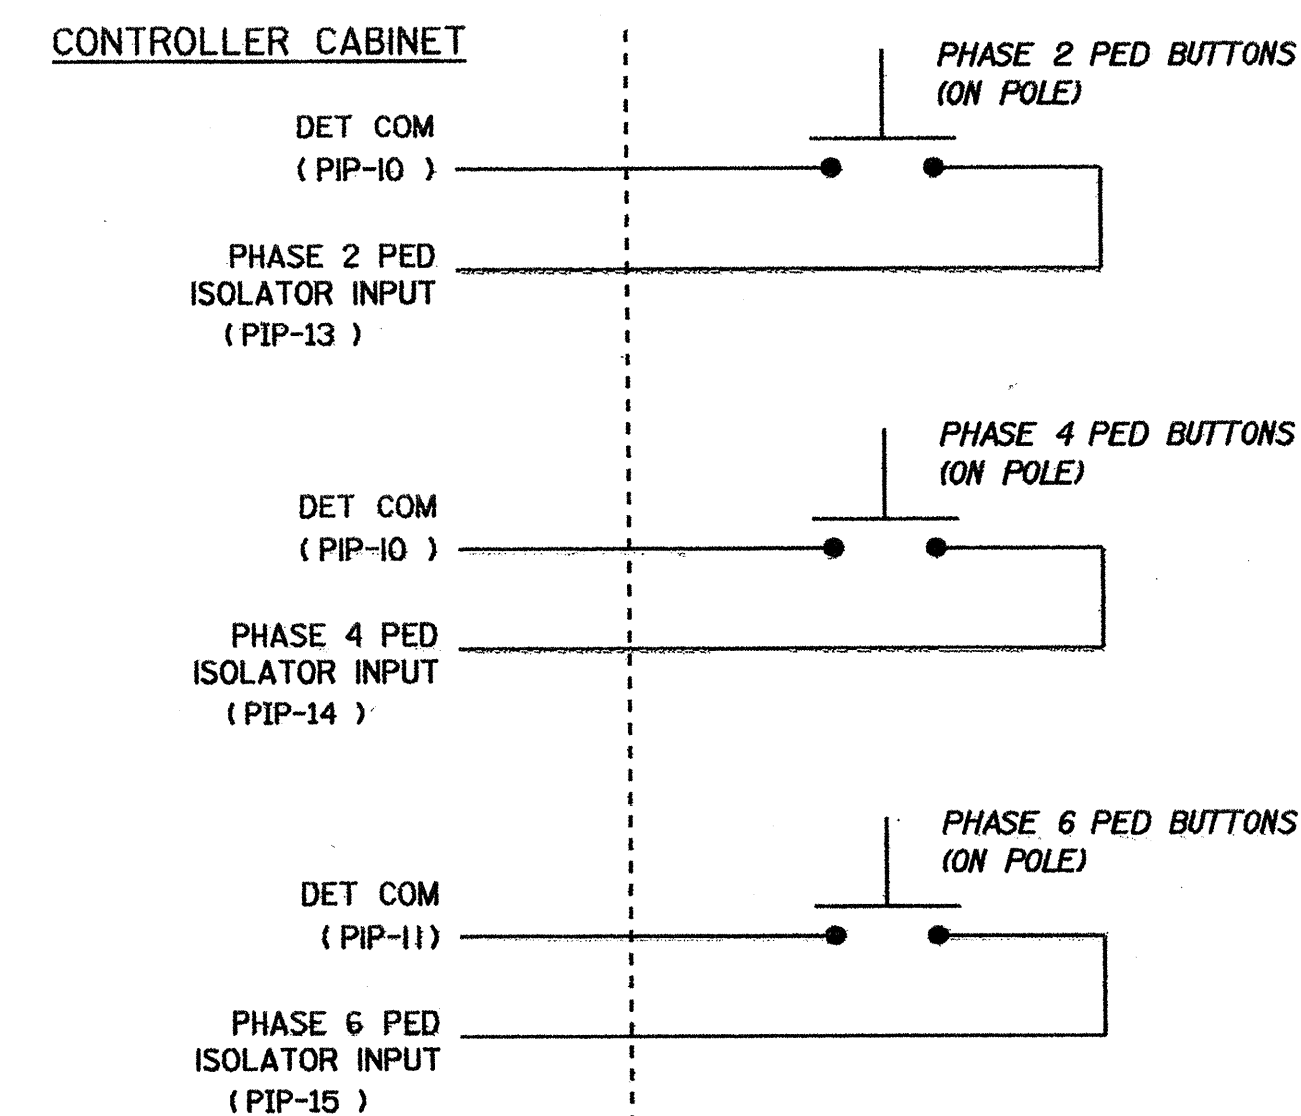 CONTROLLER CABINET
PHASE 2 PED BUTTONS
(ON POLE)
DET COM
(PIP-10 )
PHASE 2 PED
ISOLATOR INPUT
(PIP-13 )
PHASE 4 PED BUTTONS
(ON POLE)
DET COM
(PIP-10 )
PHASE 4 PED
ISOLATOR INPUT
(PIP-14 )
PHASE 6 PED BUTTONS
(ON POLE)
DET COM
(PIP-11)
PHASE 6 PED
ISOLATOR INPUT
(PIP-15 )